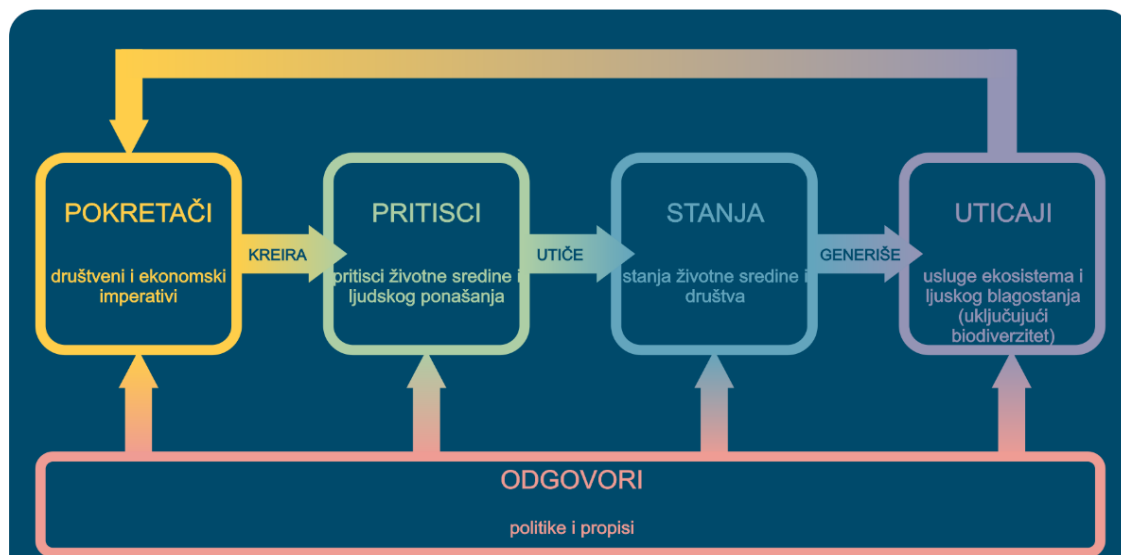 POKRETAČI
društveni i ekonomski
imperativi
KREIRA
PRITISCI
pritisci životne sredine i
ljudskog ponašanja
UTIČE
STANJA
stanja životne sredine i
društva
GENERIŠE
UTICAJI
usluge ekosistema i
ljuskog blagostanja
(uključujući
biodiverzitet)
ODGOVORI
politike i propisi